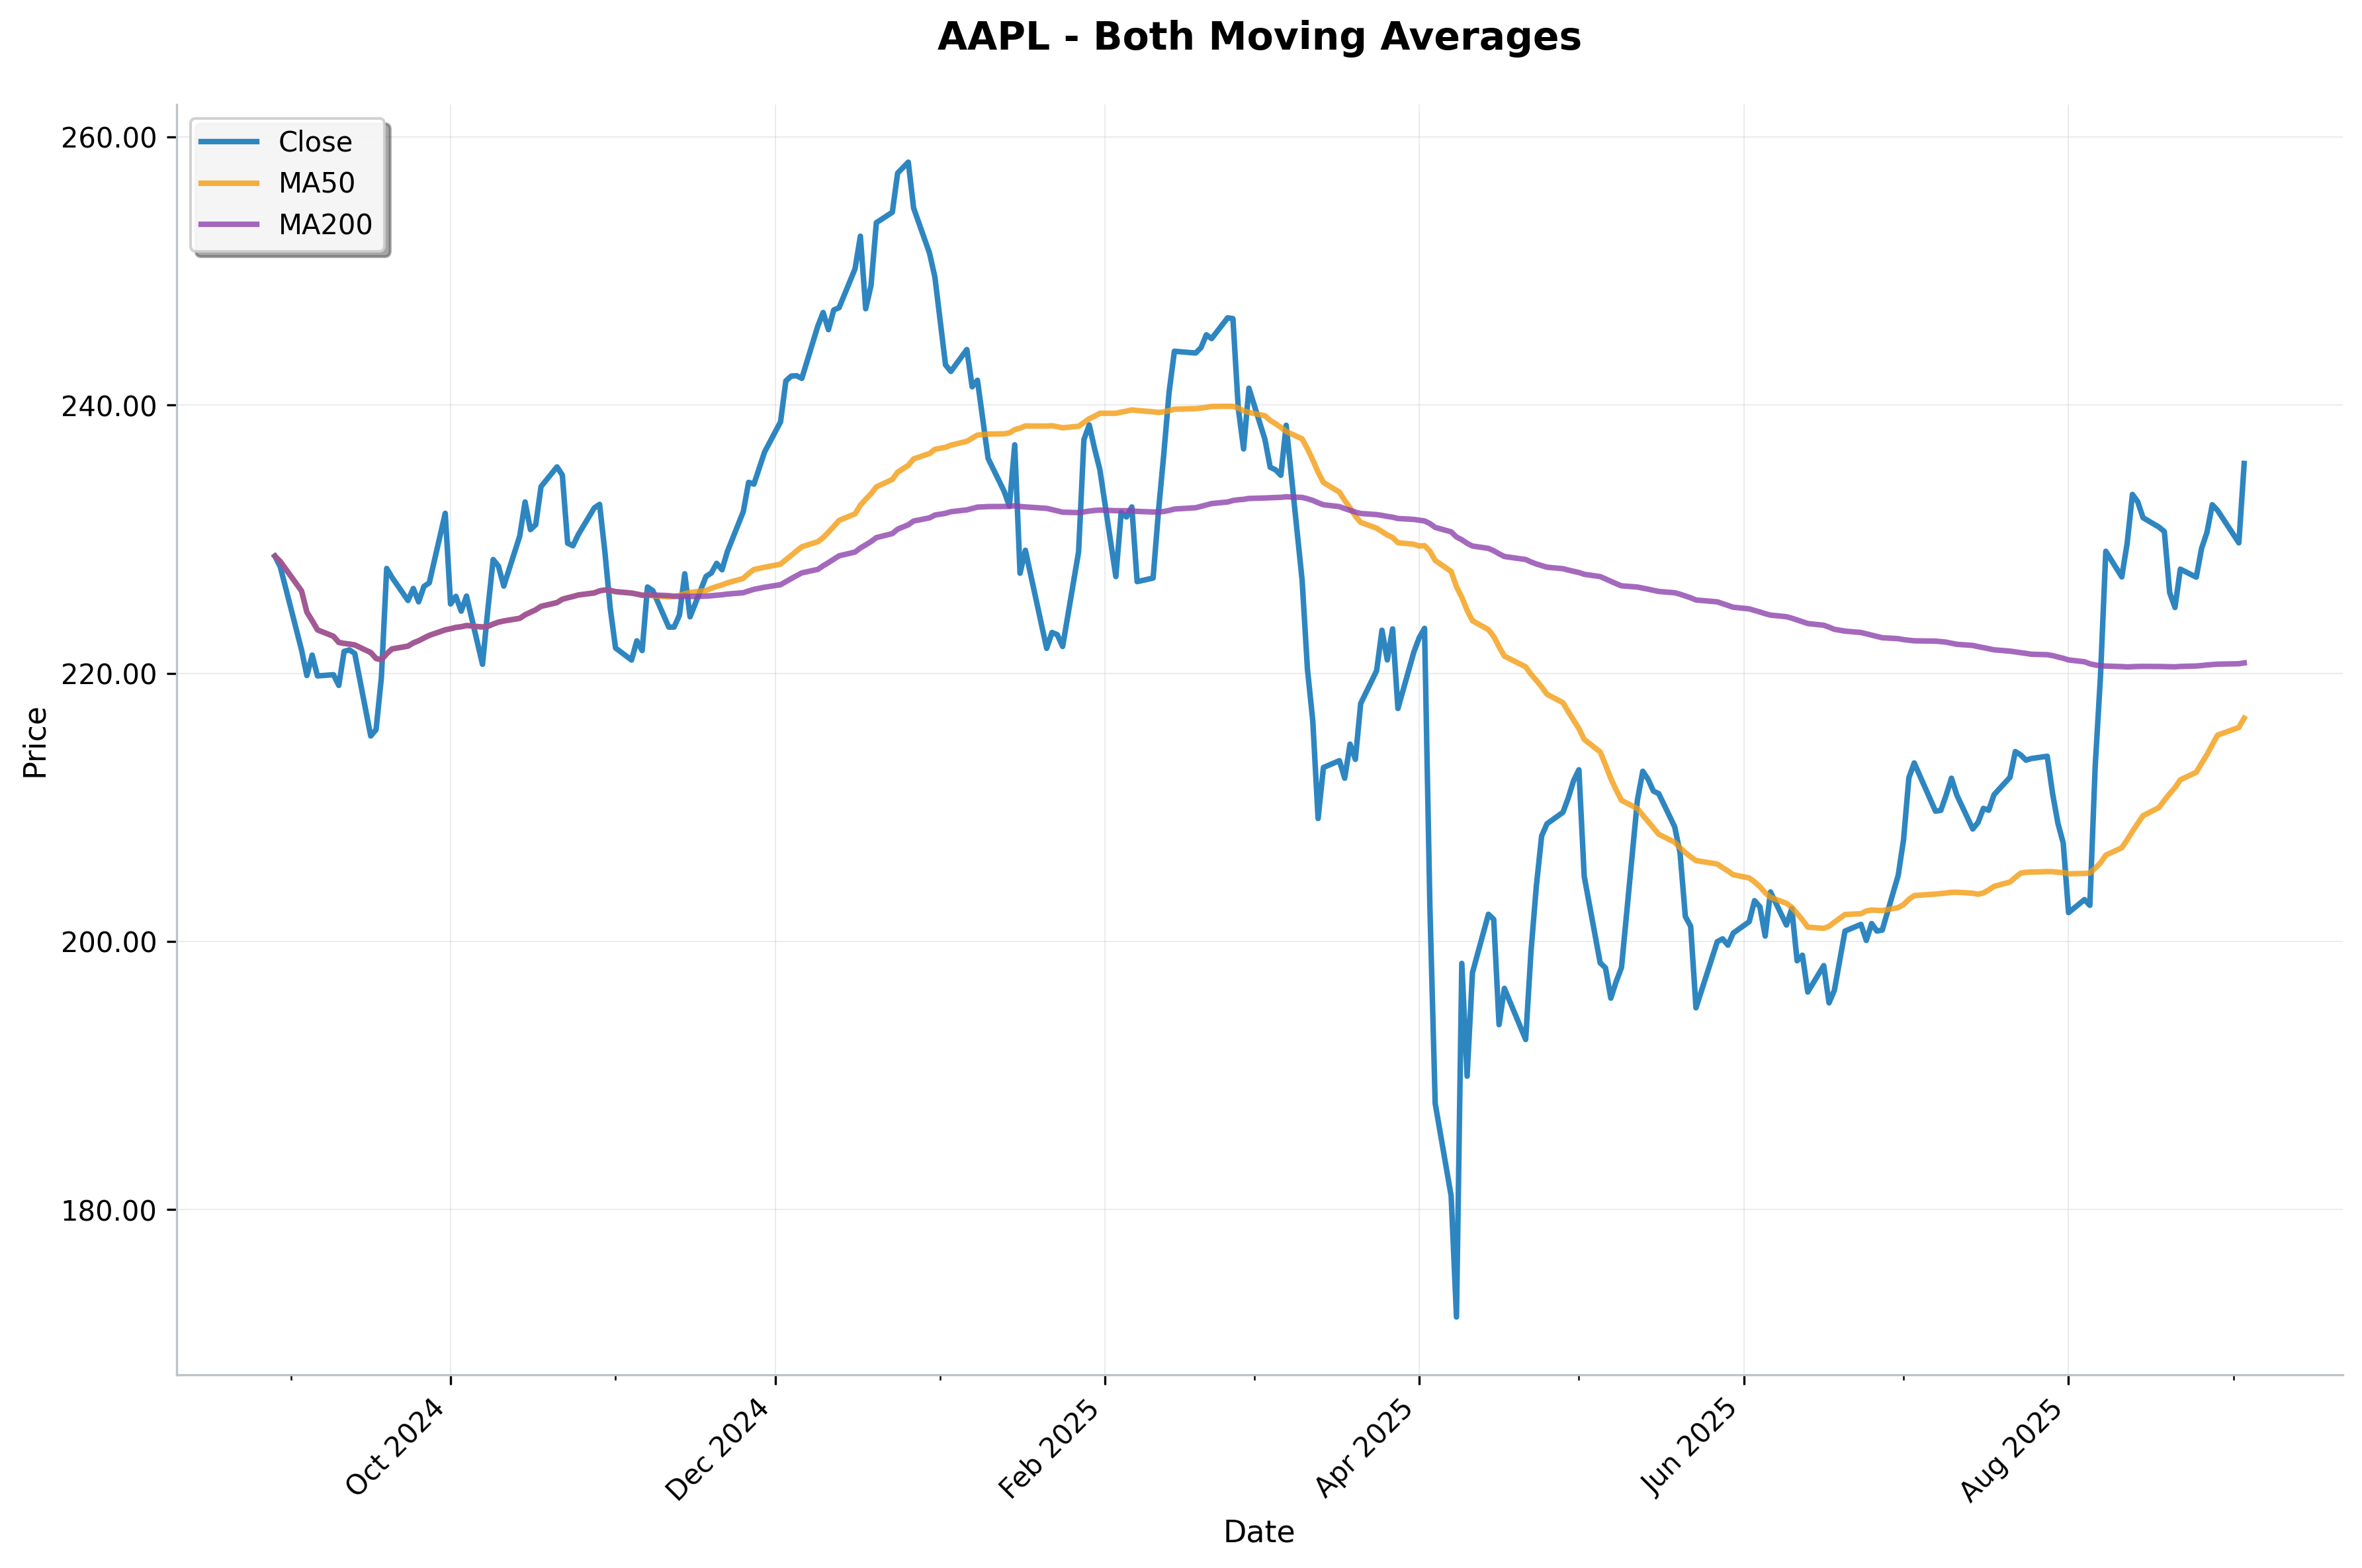 AAPL - Both Moving Averages
Close
MA50
MA200
260.00
240.00
220.00
200.00
180.00
Price
Oct 2024
Dec 2024
Feb 2025
Apr 2025
Jun 2025
Aug 2025
Date